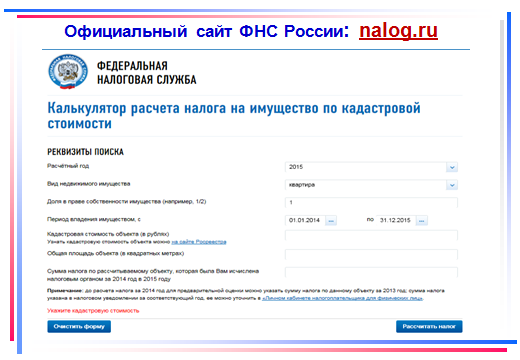 Официальный сайт ФНС России: nalog.ru
ФЕДЕРАЛЬНАЯ
НАЛОГОВАЯ СЛУЖБА
Калькулятор расчета налога на имущество по кадастровой
стоимости
РЕКВИЗИТЫ ПОИСКА
Расчётный год
2015
Вид недвижимого имущества
квартира
Доля в праве собственности имущества (например, 1/2)
1
Период владения имуществом, с
01.01.2014 ... по 31.12.2015 ...
Кадастровая стоимость объекта (в рублях)
Узнать кадастровую стоимость объекта можно на сайте Росреестра
Общая площадь объекта (в квадратных метрах)
Сумма налога по рассчитываемому объекту, которая была Вам исчислена
налоговым органом за 2014 год в 2015 году
Примечание: до расчета налога за 2014 год для предварительной оценки можно указать сумму налога по данному объекту за 2013 год; сумма налога
указана в налоговом уведомлении за соответствующий год, ее можно уточнить в «Личном кабинете налогоплательщика для физических лиц».
Укажите кадастровую стоимость
Очистить форму
Рассчитать налог